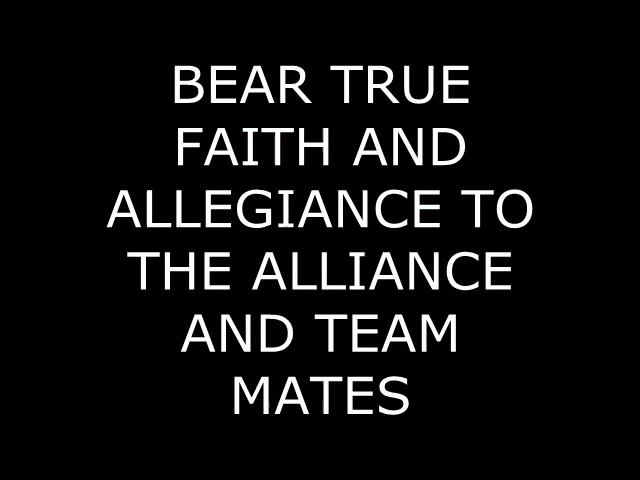 BEAR TRUE
FAITH AND
ALLEGIANCE TO
THE ALLIANCE
AND TEAM
MATES